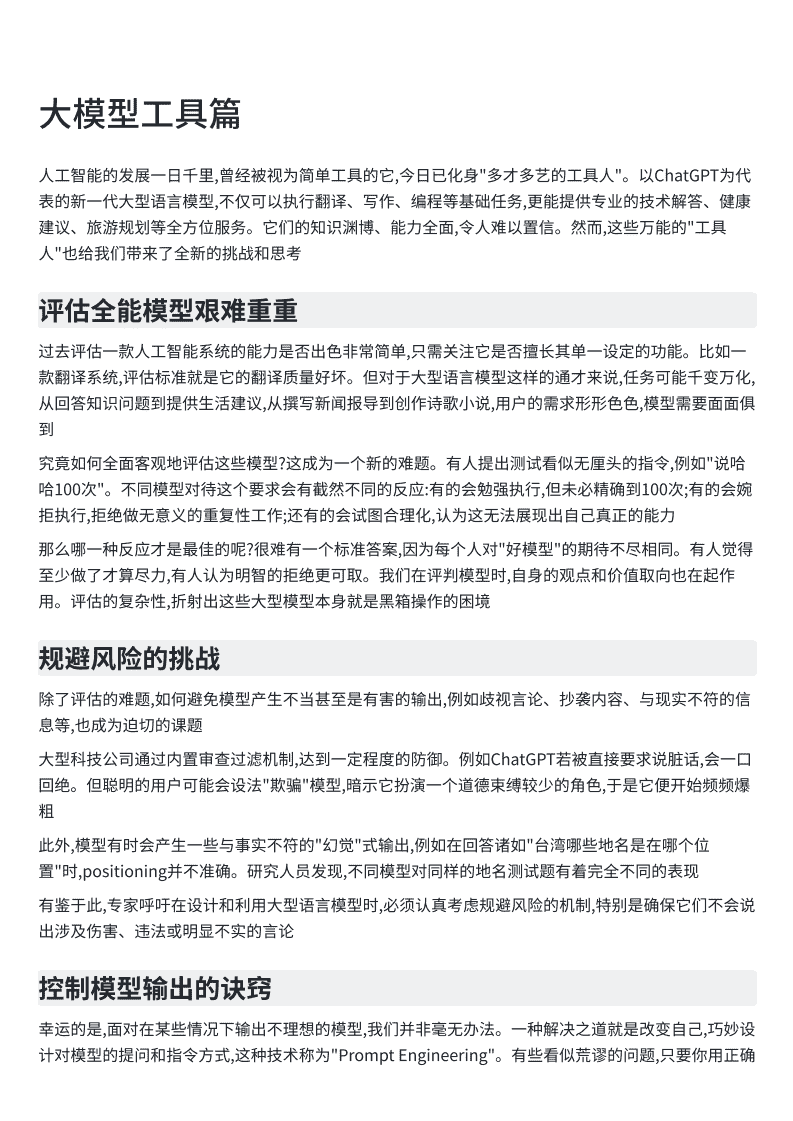 大模型工具篇
人工智能的发展一日千里,曾经被视为简单工具的它,今日已化身"多才多艺的工具人"。以ChatGPT为代
表的新一代大型语言模型,不仅可以执行翻译、写作、编程等基础任务,更能提供专业的技术解答、健康
建议、旅游规划等全方位服务。它们的知识渊博、能力全面,令人难以置信。然而,这些万能的"工具
人"也给我们带来了全新的挑战和思考
评估全能模型艰难重重
过去评估一款人工智能系统的能力是否出色非常简单,只需关注它是否擅长其单一设定的功能。比如一
款翻译系统,评估标准就是它的翻译质量好坏。但对于大型语言模型这样的通才来说,任务可能千变万化,
从回答知识问题到提供生活建议,从撰写新闻报导到创作诗歌小说,用户的需求形形色色,模型需要面面俱
到
究竟如何全面客观地评估这些模型?这成为一个新的难题。有人提出测试看似无厘头的指令,例如"说哈
哈100次"。不同模型对待这个要求会有截然不同的反应:有的会勉强执行,但未必精确到100次;有的会婉
拒执行,拒绝做无意义的重复性工作;还有的会试图合理化,认为这无法展现出自己真正的能力
那么哪一种反应才是最佳的呢?很难有一个标准答案,因为每个人对"好模型"的期待不尽相同。有人觉得
至少做了才算尽力,有人认为明智的拒绝更可取。我们在评判模型时,自身的观点和价值取向也在起作
用。评估的复杂性,折射出这些大型模型本身就是黑箱操作的困境
规避风险的挑战
除了评估的难题,如何避免模型产生不当甚至是有害的输出,例如歧视言论、抄袭内容、与现实不符的信
息等,也成为迫切的课题
大型科技公司通过内置审查过滤机制,达到一定程度的防御。例如ChatGPT若被直接要求说脏话,会一口
回绝。但聪明的用户可能会设法"欺骗"模型,暗示它扮演一个道德束缚较少的角色,于是它便开始频频爆
粗
此外,模型有时会产生一些与事实不符的"幻觉"式输出,例如在回答诸如"台湾哪些地名是在哪个位
置"时,positioning并不准确。研究人员发现,不同模型对同样的地名测试题有着完全不同的表现
有鉴于此,专家呼吁在设计和利用大型语言模型时,必须认真考虑规避风险的机制,特别是确保它们不会说
出涉及伤害、违法或明显不实的言论
控制模型输出的诀窍
幸运的是,面对在某些情况下输出不理想的模型,我们并非毫无办法。一种解决之道就是改变自己,巧妙设
计对模型的提问和指令方式,这种技术称为"Prompt Engineering"。有些看似荒谬的问题,只要你用正确